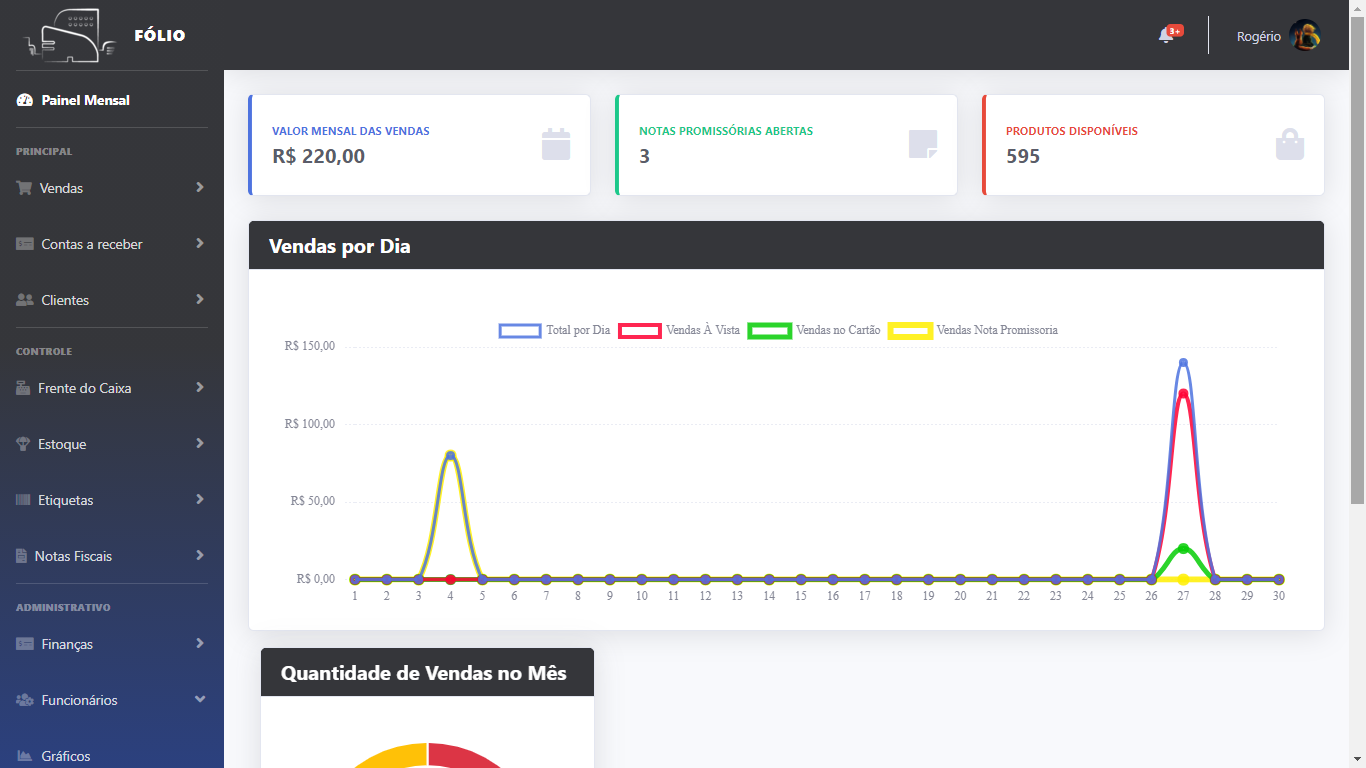 FÓLIO
3+
Rogério
Painel Mensal
PRINCIPAL
Vendas
Contas a receber
Clientes
CONTROLE
Frente do Caixa
Estoque
Etiquetas
Notas Fiscais
ADMINISTRATIVO
Finanças
Funcionários
Gráficos
VALOR MENSAL DAS VENDAS
R$ 220,00
NOTAS PROMISSÓRIAS ABERTAS
3
PRODUTOS DISPONÍVEIS
595
Vendas por Dia
Total por Dia Vendas À Vista Vendas no Cartão Vendas Nota Promissoria
R$ 150,00
R$ 100,00
R$ 50,00
R$ 0,00
1 2 3 4 5 6 7 8 9 10 11 12 13 14 15 16 17 18 19 20 21 22 23 24 25 26 27 28 29 30
Quantidade de Vendas no Mês